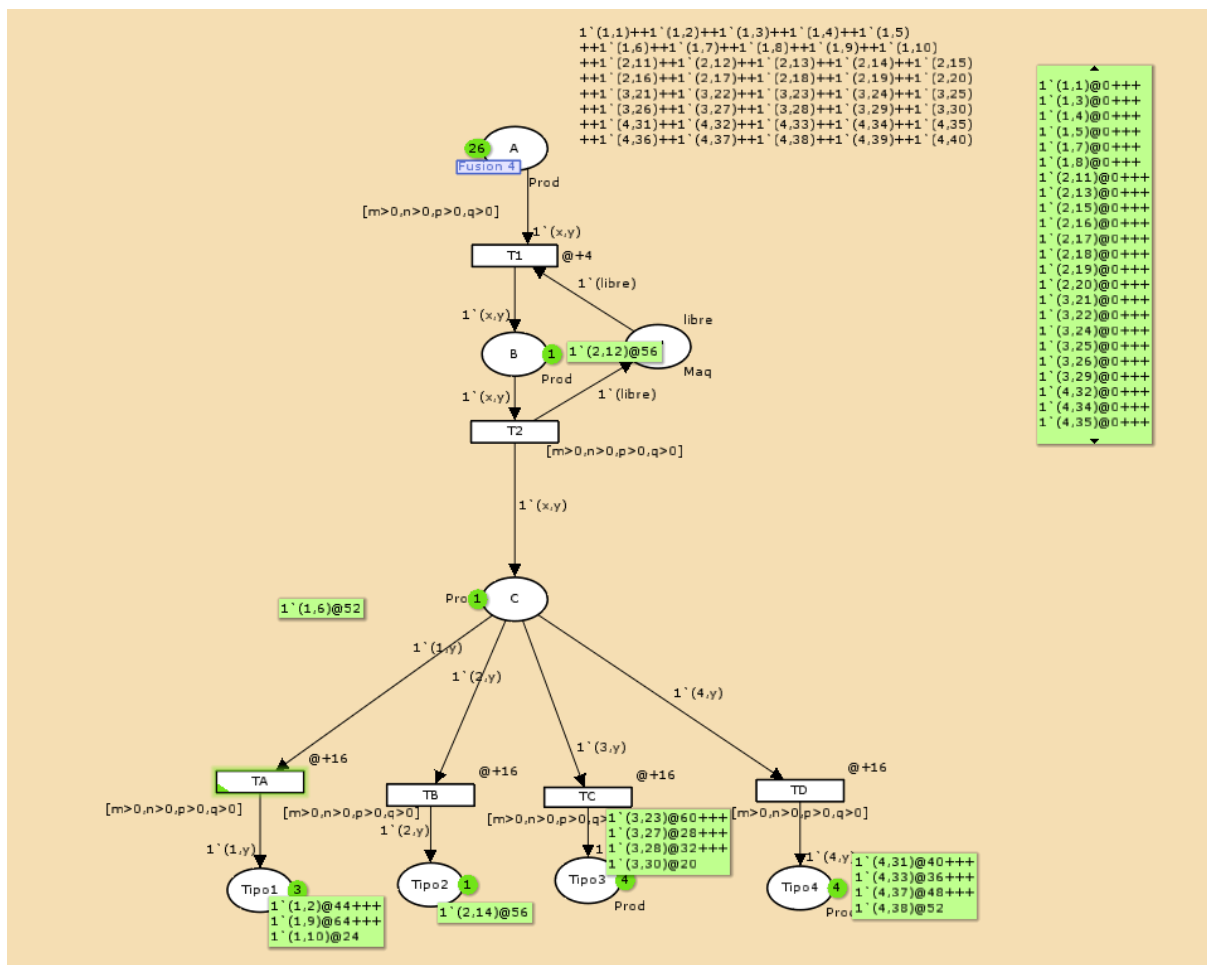 1`(1,1)++1`(1,2)++1`(1,3)++1`(1,4)++1`(1,5)
++1`(1,6)++1`(1,7)++1`(1,8)++1`(1,9)++1`(1,10)
++1`(2,11)++1`(2,12)++1`(2,13)++1`(2,14)++1`(2,15)
++1`(2,16)++1`(2,17)++1`(2,18)++1`(2,19)++1`(2,20)
++1`(3,21)++1`(3,22)++1`(3,23)++1`(3,24)++1`(3,25)
++1`(3,26)++1`(3,27)++1`(3,28)++1`(3,29)++1`(3,30)
++1`(4,31)++1`(4,32)++1`(4,33)++1`(4,34)++1`(4,35)
++1`(4,36)++1`(4,37)++1`(4,38)++1`(4,39)++1`(4,40)
1`(1,1)@0+++
1`(1,3)@0+++
1`(1,4)@0+++
1`(1,5)@0+++
1`(1,7)@0+++
1`(1,8)@0+++
1`(2,11)@0+++
1`(2,13)@0+++
1`(2,15)@0+++
1`(2,16)@0+++
1`(2,17)@0+++
1`(2,18)@0+++
1`(2,19)@0+++
1`(2,20)@0+++
1`(3,21)@0+++
1`(3,22)@0+++
1`(3,24)@0+++
1`(3,25)@0+++
1`(3,26)@0+++
1`(3,29)@0+++
1`(4,32)@0+++
1`(4,34)@0+++
1`(4,35)@0+++
26
A
Fusion 4
Prod
[m>0,n>0,p>0,q>0]
1`(x,y)
T1
@+4
1`(libre)
1`(x,y)
libre
B
1
1`(2,12)@56
Maq
Prod
1`(x,y)
1`(libre)
T2
[m>0,n>0,p>0,q>0]
1`(x,y)
1`(1,6)@52
Pro
1
C
1`(1,y)
1`(2,y)
1`(4,y)
1`(3,y)
@+16
@+16
@+16
@+16
TA
TB
TC
TD
[m>0,n>0,p>0,q>0]
[m>0,n>0,p>0,q>0]
[m>0,n>0,p>0,q>
[m>0,n>0,p>0,q>0]
1`(1,y)
1`(2,y)
1
1`(4,y
1`(3,23)@60+++
1`(3,27)@28+++
1`(3,28)@32+++
1`(3,30)@20
Tipo1
3
Tipo2
1
Tipo3
4
Prod
Tipo4
4
Pro
1`(1,2)@44+++
1`(1,9)@64+++
1`(1,10)@24
1`(2,14)@56
1`(4,31)@40+++
1`(4,33)@36+++
1`(4,37)@48+++
1`(4,38)@52